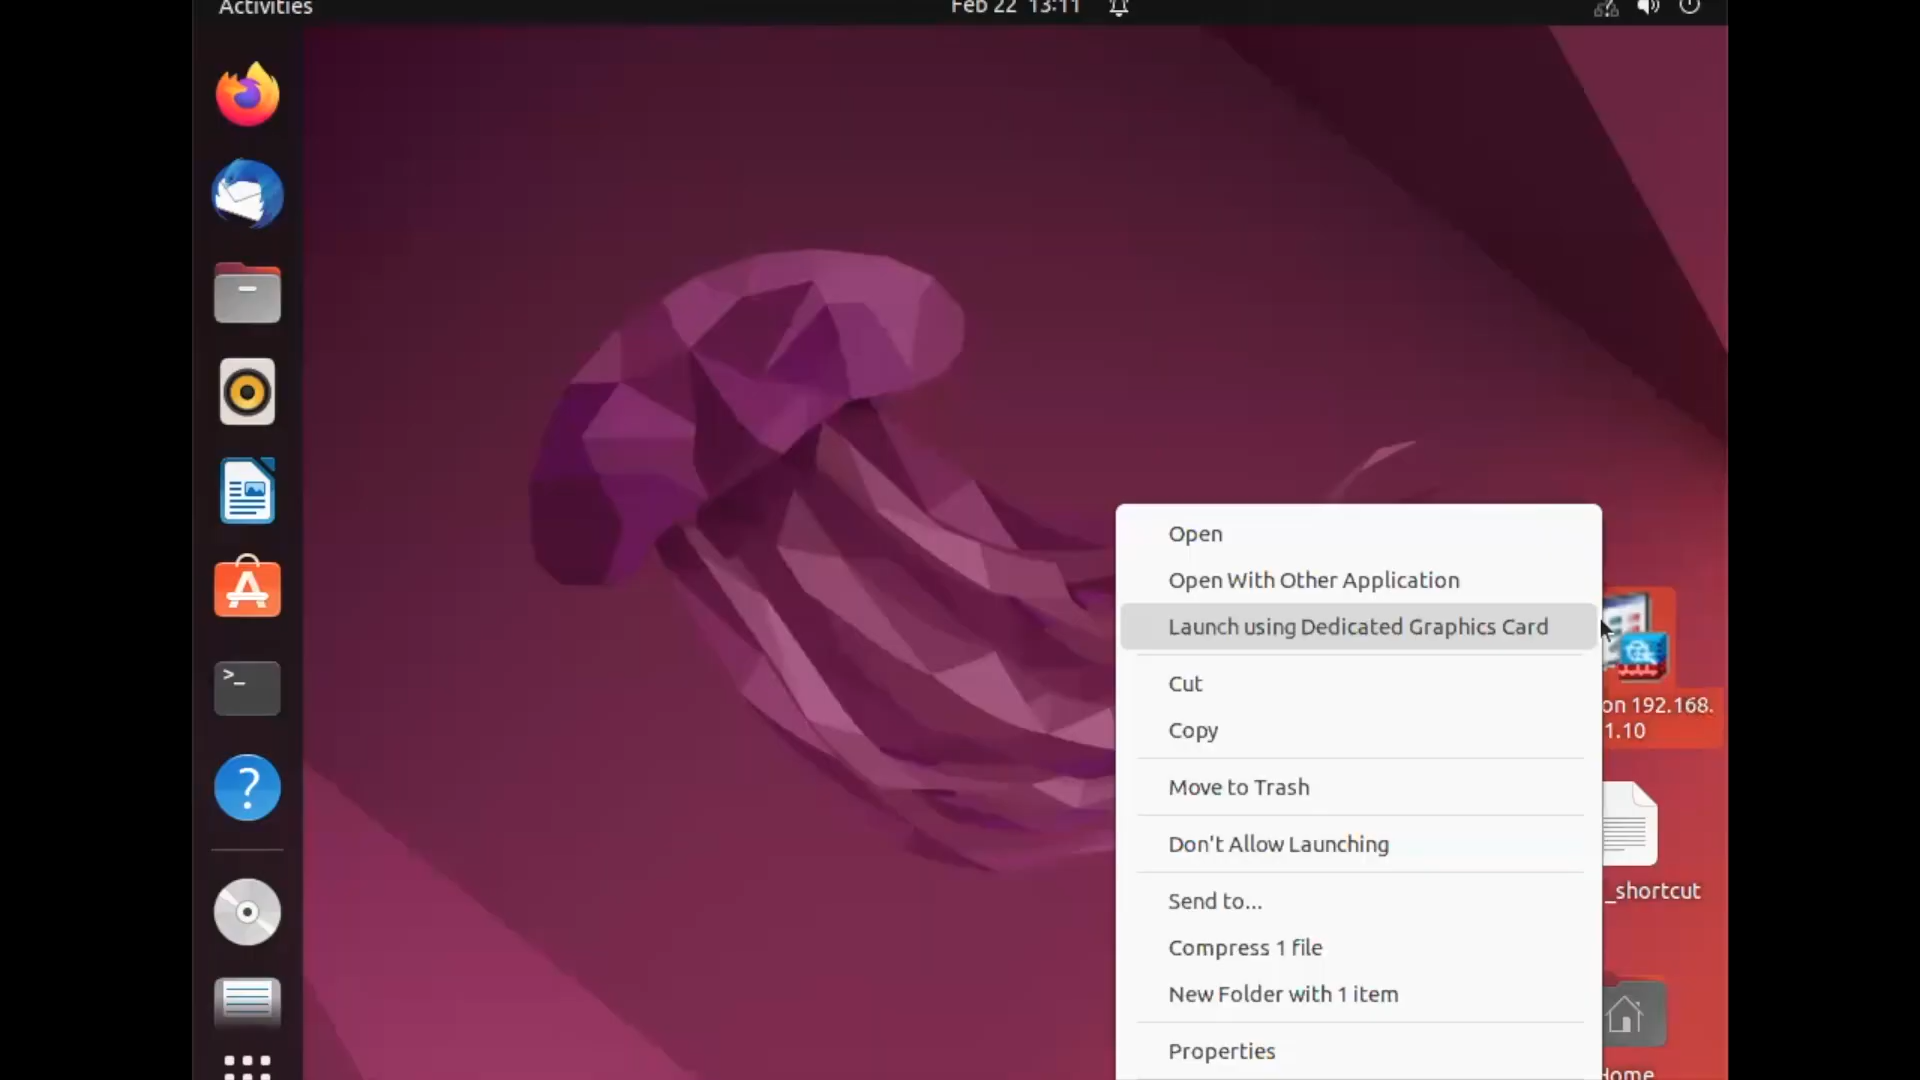 Activities
Feb 22 13:11
Open
Open With Other Application
Launch using Dedicated Graphics Card
Cut
Copy
Move to Trash
Don't Allow Launching
Send to...
Compress 1 file
New Folder with 1 item
Properties
on 192.168.
1.10
_shortcut
Home